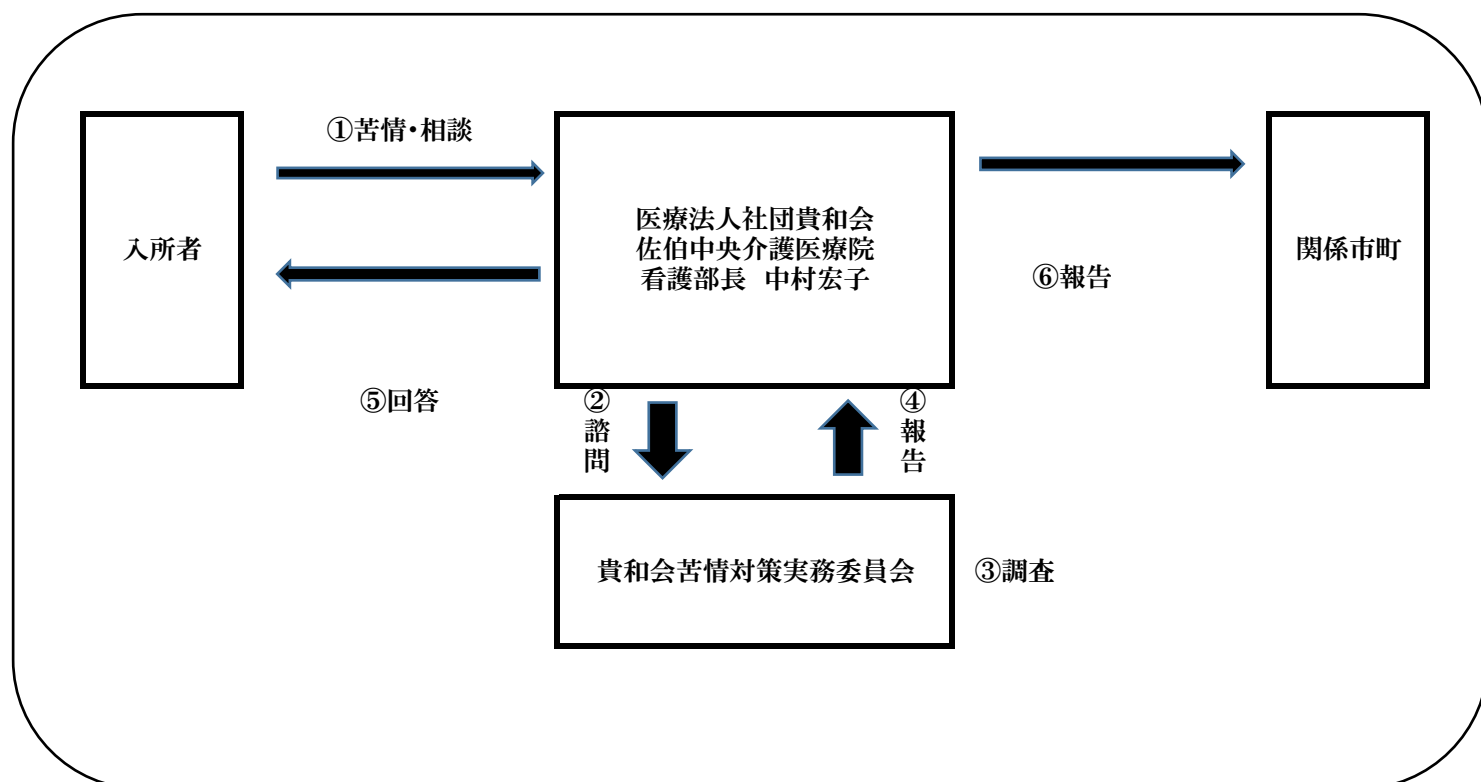 ①苦情・相談
入所者
医療法人社団貴和会
佐伯中央介護医療院
看護部長 中村宏子
関係市町
⑥報告
⑤回答
②諮問
④報告
貴和会苦情対策実務委員会
③調査